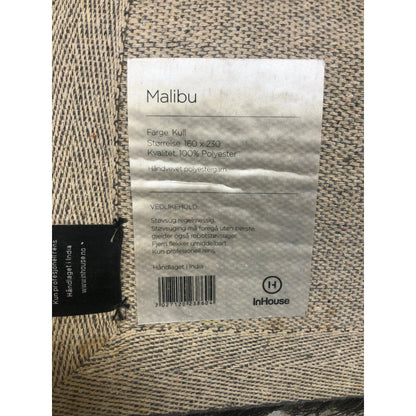 Malibu
Farge: Kull
Størrelse: 160 x 230
Kvalitet: 100% Polyester
Håndvevet polyestergarn.
VEDLIKEHOLD:
Støvsug regelmessig.
Støvsuging må foregå uten børste,
gjelder også robotstøvsuger.
Fjern flekker umiddelbart.
Kun profesjonell rens.
Håndlaget i India
H
InHouse
Kun profesjonell rens.
Håndlaget i India
www.inhouse.no